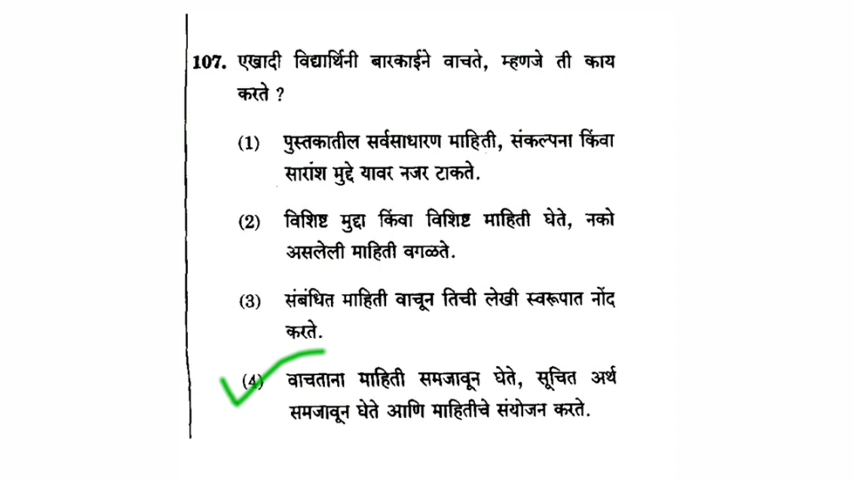 107. एखादी विद्यार्थिनी बारकाईने वाचते, म्हणजे ती काय
करते ?
(1) पुस्तकातील सर्वसाधारण माहिती, संकल्पना किंवा
सारांश मुद्दे यावर नजर टाकते.
(2) विशिष्ट मुद्दा किंवा विशिष्ट माहिती घेते, नको
असलेली माहिती वगळते.
(3) संबंधित माहिती वाचून तिची लेखी स्वरूपात नोंद
करते.
(4) वाचताना माहिती समजावून घेते, सूचित अर्थ
समजावून घेते आणि माहितीचे संयोजन करते.